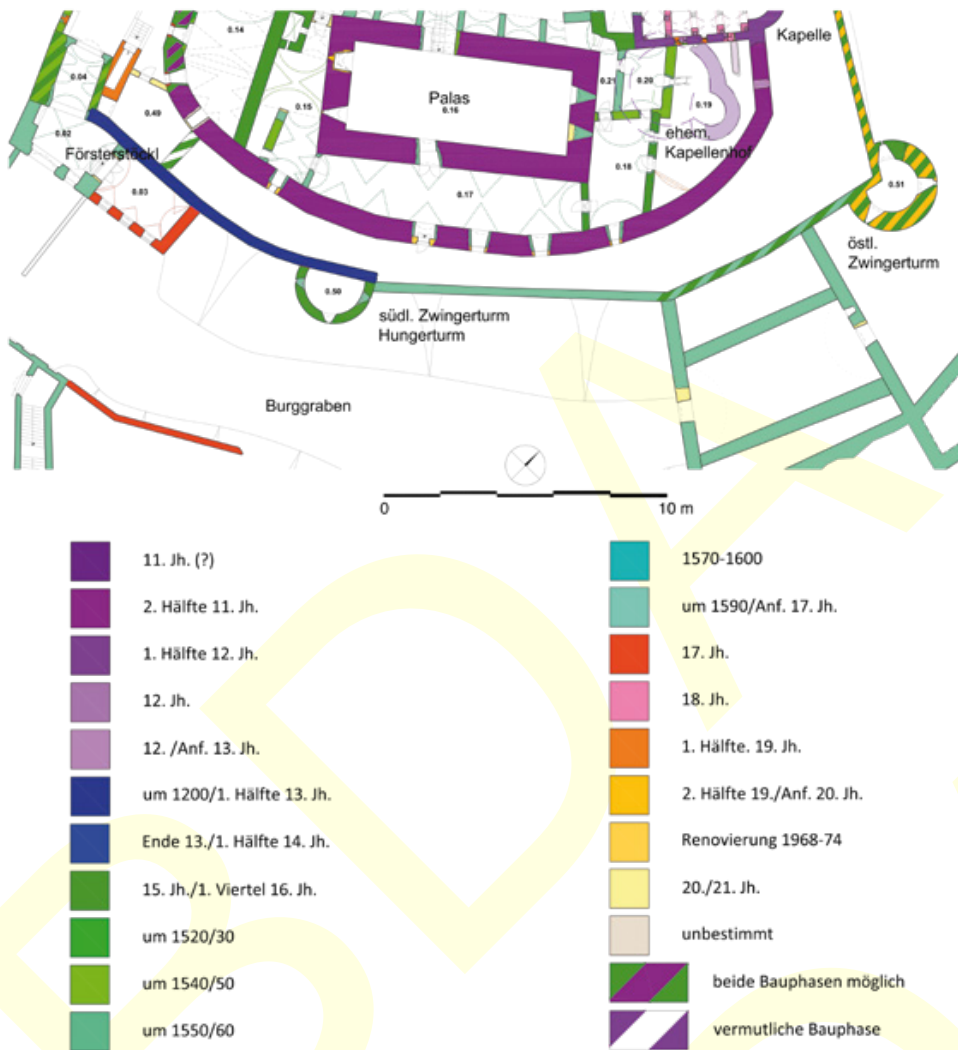 Kapelle
0.14
0.04
0.21
0.20
Palas
0.16
0.19
0.15
0.49
ehem.
Kapellenhof
0.02
Försterstöckl
0.18
0.51
0.03
0.17
östl.
Zwingerturm
0.50
südl. Zwingerturm
Hungerturm
Burggraben
0
10 m
11. Jh. (?)
2. Hälfte 11. Jh.
1. Hälfte 12. Jh.
12. Jh.
12. /Anf. 13. Jh.
um 1200/1. Hälfte 13. Jh.
Ende 13./1. Hälfte 14. Jh.
15. Jh./1. Viertel 16. Jh.
um 1520/30
um 1540/50
um 1550/60
1570-1600
um 1590/Anf. 17. Jh.
17. Jh.
18. Jh.
1. Hälfte. 19. Jh.
2. Hälfte 19./Anf. 20. Jh.
Renovierung 1968-74
20./21. Jh.
unbestimmt
beide Bauphasen möglich
vermutliche Bauphase
BDA